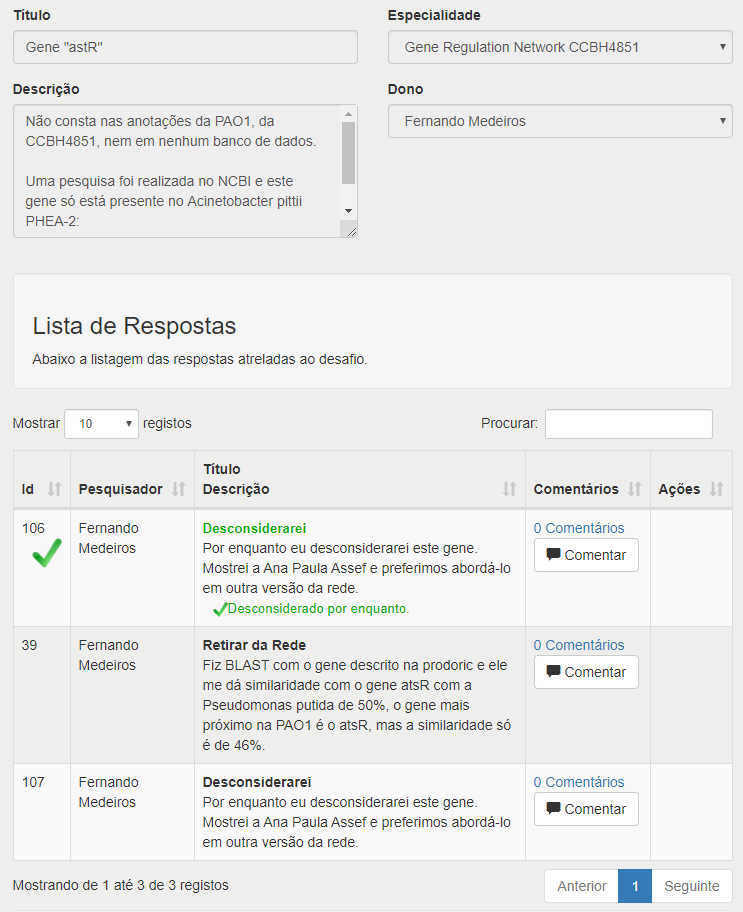 Título
Gene "astR"
Especialidade
Gene Regulation Network CCBH4851
Descrição
Não consta nas anotações da PAO1, da
CCBH4851, nem em nenhum banco de dados.
Uma pesquisa foi realizada no NCBI e este
gene só está presente no Acinetobacter pittii
PHEA-2:
Dono
Fernando Medeiros
Lista de Respostas
Abaixo a listagem das respostas atreladas ao desafio.
Mostrar 10 registos
Procurar:
Id
Pesquisador
Título
Descrição
Comentários
Ações
106
Fernando
Medeiros
Desconsiderarei
Por enquanto eu desconsiderarei este gene.
Mostrei a Ana Paula Assef e preferimos abordá-lo
em outra versão da rede.
Desconsiderado por enquanto.
0 Comentários
Comentar
39
Fernando
Medeiros
Retirar da Rede
Fiz BLAST com o gene descrito na prodoric e ele
me dá similaridade com o gene atsR com a
Pseudomonas putida de 50%, o gene mais
próximo na PAO1 é o atsR, mas a similaridade só
é de 46%.
0 Comentários
Comentar
107
Fernando
Medeiros
Desconsiderarei
Por enquanto eu desconsiderarei este gene.
Mostrei a Ana Paula Assef e preferimos abordá-lo
em outra versão da rede.
0 Comentários
Comentar
Mostrando de 1 até 3 de 3 registos
Anterior 1 Seguinte